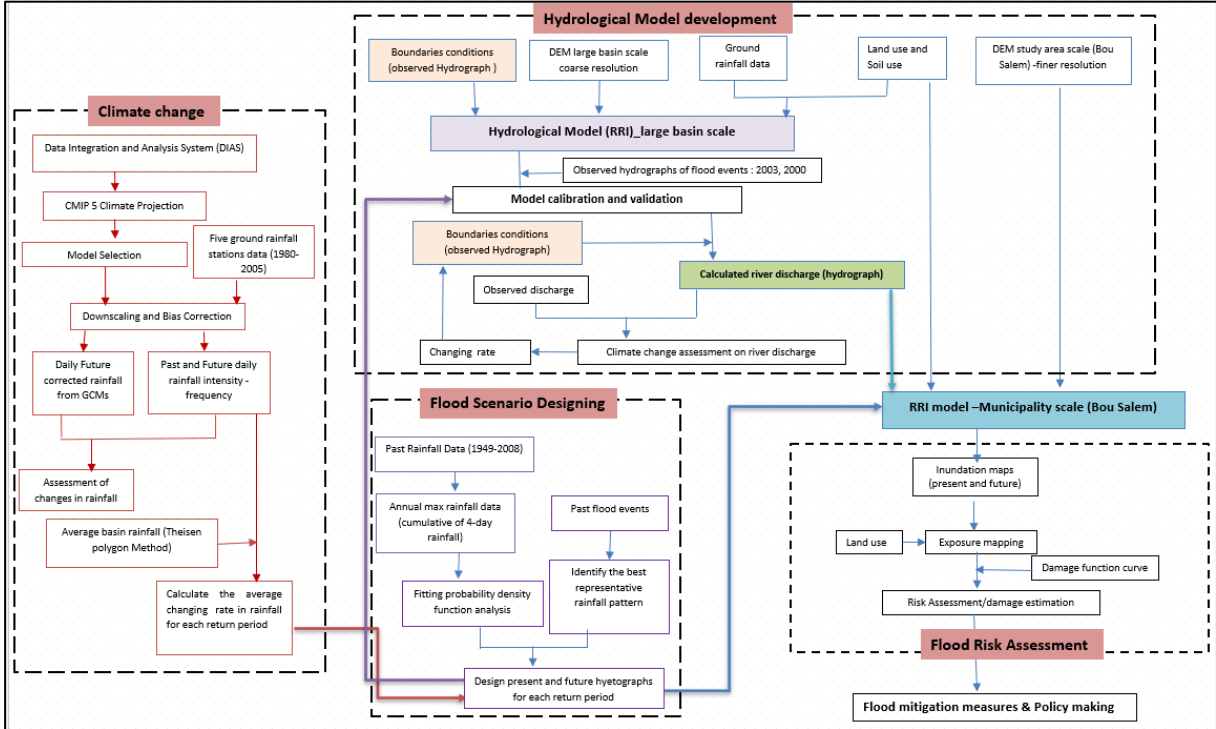 Hydrological Model development
Boundaries conditions
(observed Hydrograph )
DEM large basin scale
coarse resolution
Ground
rainfall data
Land use and
Soil use
DEM study area scale (Bou
Salem) -finer resolution
Hydrological Model (RRI)_large basin scale
Observed hydrographs of flood events : 2003, 2000
Model calibration and validation
Boundaries conditions
(observed Hydrograph)
Calculated river discharge (hydrograph)
Observed discharge
Changing rate
Climate change assessment on river discharge
Climate change
Data Integration and Analysis System (DIAS)
CMIP 5 Climate Projection
Model Selection
Five ground rainfall
stations data (1980-
2005)
Downscaling and Bias Correction
Daily Future
corrected rainfall
from GCMs
Past and Future daily
rainfall intensity -
frequency
Assessment of
changes in rainfall
Average basin rainfall (Theisen
polygon Method)
Calculate the average
changing rate in rainfall
for each return period
Flood Scenario Designing
Past Rainfall Data (1949-2008)
Annual max rainfall data
(cumulative of 4-day
rainfall)
Past flood events
Fitting probability density
function analysis
Identify the best
representative
rainfall pattern
Design present and future hyetographs
for each return period
RRI model –Municipality scale (Bou Salem)
Inundation maps
(present and future)
Land use
Exposure mapping
Damage function curve
Risk Assessment/damage estimation
Flood Risk Assessment
Flood mitigation measures & Policy making